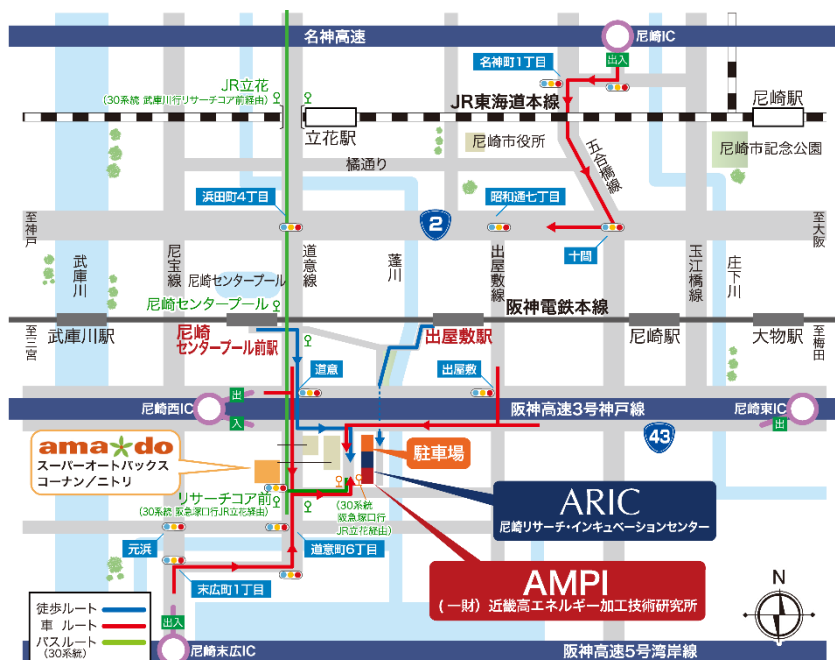 名神高速
尼崎IC
出入
名神町1丁目
JR立花
(30系統 武庫川行リサーチコア前経由)
JR東海道本線
立花駅
尼崎駅
尼崎市役所
尼崎市記念公園
五合橋線
橘通り
浜田町4丁目
昭和通七丁目
2
十間
至神戸
至大阪
武庫川
尼宝線
道意線
蓬川
出屋敷線
玉江橋線
庄下川
尼崎センタープール
尼崎センタープール
阪神電鉄本線
至三宮
武庫川駅
尼崎
センタープール前駅
出屋敷駅
尼崎駅
大物駅
至梅田
道意
出屋敷
出
尼崎西IC
入
阪神高速3号神戸線
尼崎東IC
出
43
ama do
スーパーオートバックス
コーナン/ニトリ
駐車場
リサーチコア前
(30系統 阪急塚口行JR立花経由)
(30系統
阪急塚口行
JR立花経由)
ARIC
尼崎リサーチ・インキュベーションセンター
元浜
道意町6丁目
末広町1丁目
AMPI
(一財)近畿高エネルギー加工技術研究所
徒歩ルート
車 ルート
バスルート
(30系統)
出入
尼崎末広IC
阪神高速5号湾岸線
N